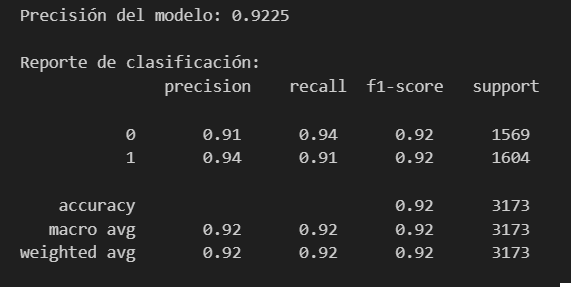 Precisión del modelo: 0.9225
Reporte de clasificación:
precision recall f1-score support
0 0.91 0.94 0.92 1569
1 0.94 0.91 0.92 1604
accuracy 0.92 3173
macro avg 0.92 0.92 0.92 3173
weighted avg 0.92 0.92 0.92 3173